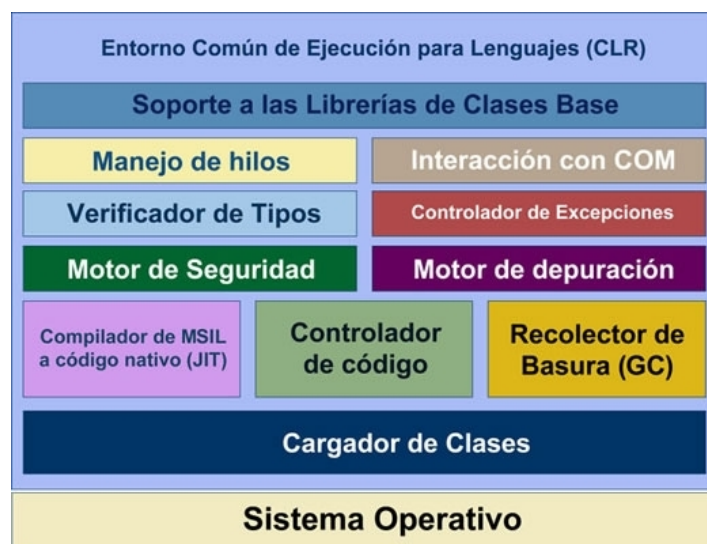 Entorno Común de Ejecución para Lenguajes (CLR)
Soporte a las Librerías de Clases Base
Manejo de hilos
Interacción con COM
Verificador de Tipos
Controlador de Excepciones
Motor de Seguridad
Motor de depuración
Compilador de MSIL
a código nativo (JIT)
Controlador
de código
Recolector de
Basura (GC)
Cargador de Clases
Sistema Operativo